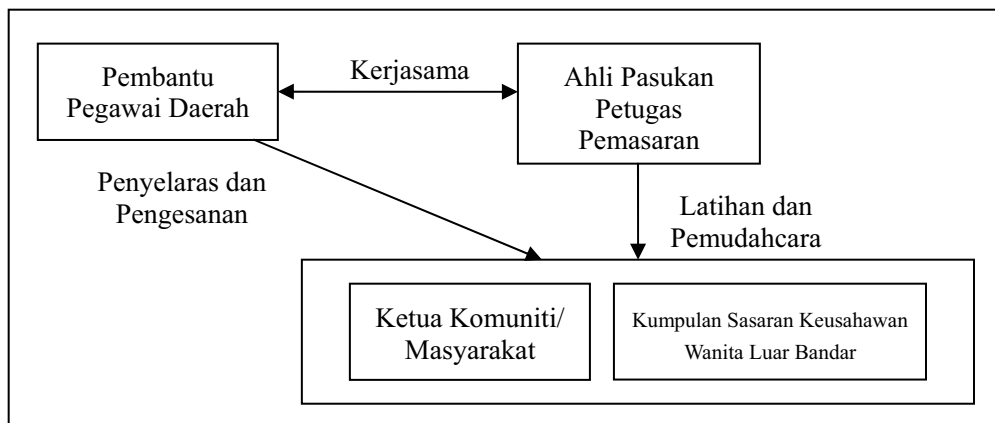 Pembantu
Pegawai Daerah
Kerjasama
Ahli Pasukan
Petugas
Pemasaran
Penyelaras dan
Pengesanan
Latihan dan
Pemudahcara
Ketua Komuniti/
Masyarakat
Kumpulan Sasaran Keusahawan
Wanita Luar Bandar